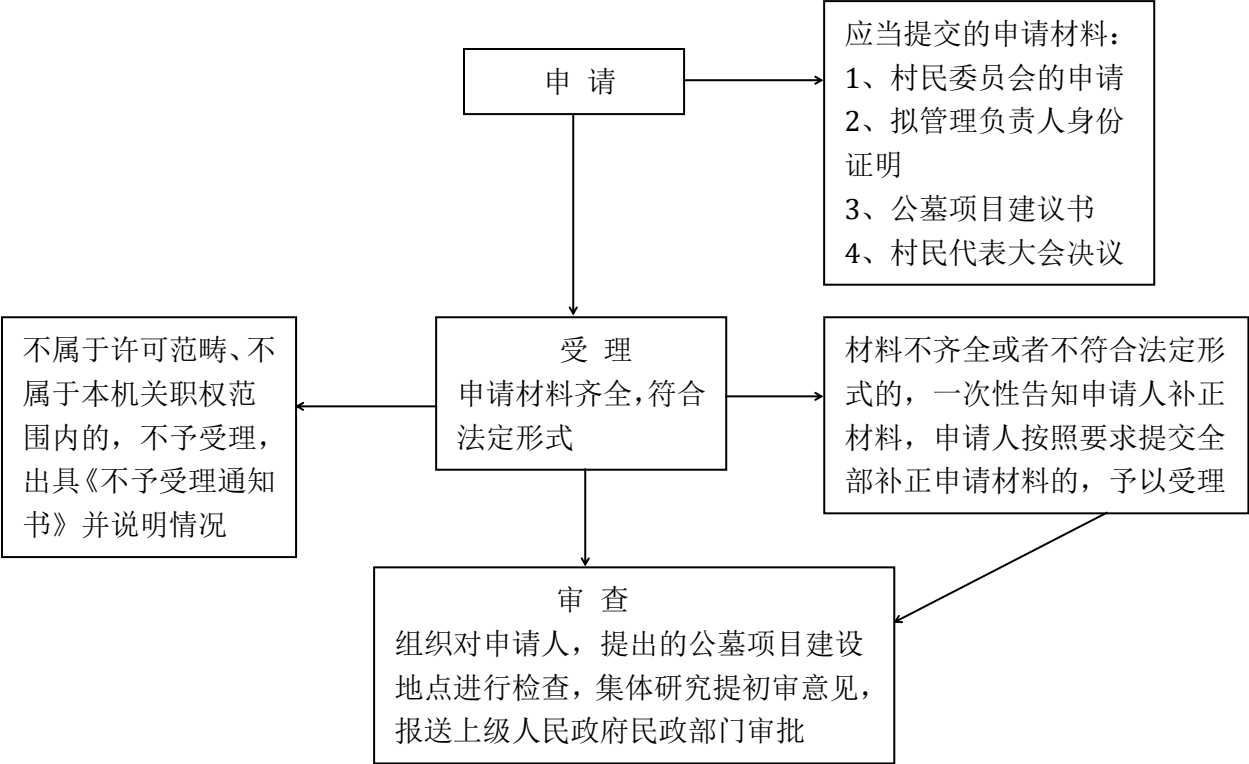 申 请
应当提交的申请材料：
1、村民委员会的申请
2、拟管理负责人身份
证明
3、公墓项目建议书
4、村民代表大会决议
不属于许可范畴、不
属于本机关职权范
围内的，不予受理，
出具《不予受理通知
书》并说明情况
受 理
申请材料齐全，符合
法定形式
材料不齐全或者不符合法定形
式的，一次性告知申请人补正
材料，申请人按照要求提交全
部补正申请材料的，予以受理
审 查
组织对申请人，提出的公墓项目建设
地点进行检查，集体研究提初审意见，
报送上级人民政府民政部门审批